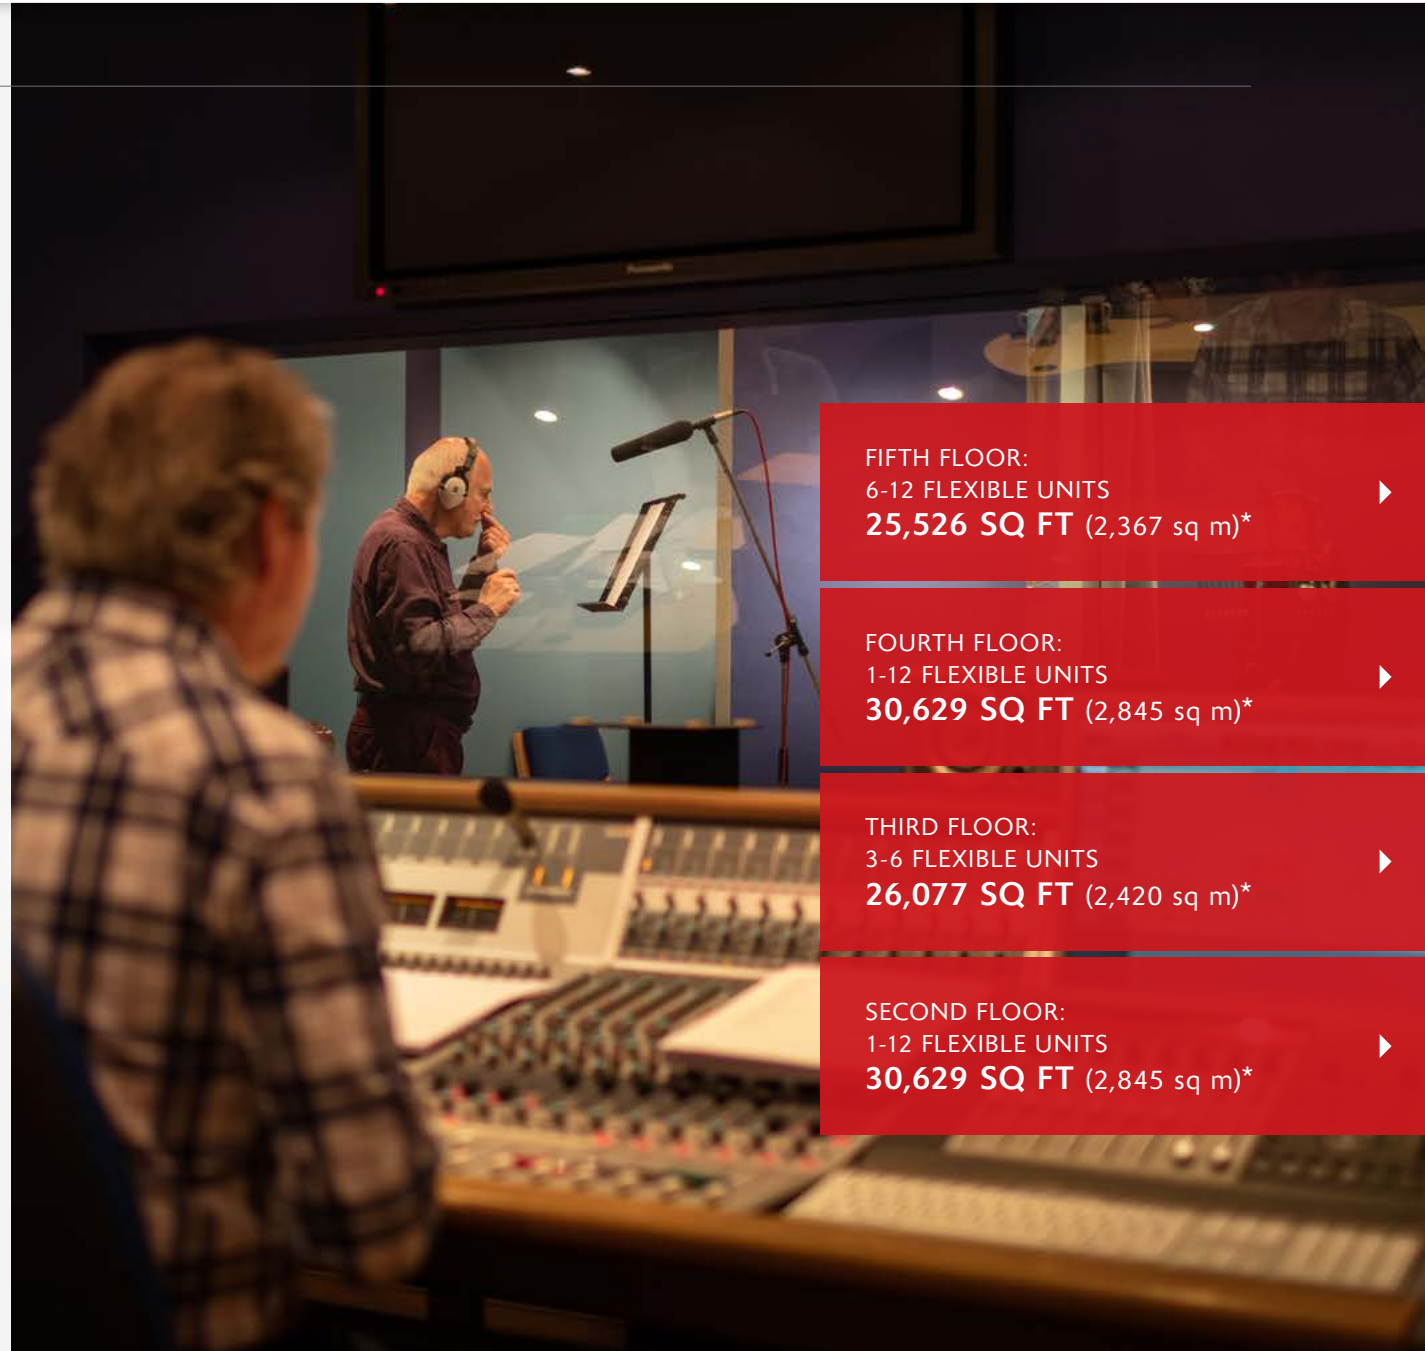 Panasonic
FIFTH FLOOR:
6-12 FLEXIBLE UNITS
25,526 SQ FT (2,367 sq m)*
FOURTH FLOOR:
1-12 FLEXIBLE UNITS
30,629 SQ FT (2,845 sq m)*
THIRD FLOOR:
3-6 FLEXIBLE UNITS
26,077 SQ FT (2,420 sq m)*
SECOND FLOOR:
1-12 FLEXIBLE UNITS
30,629 SQ FT (2,845 sq m)*